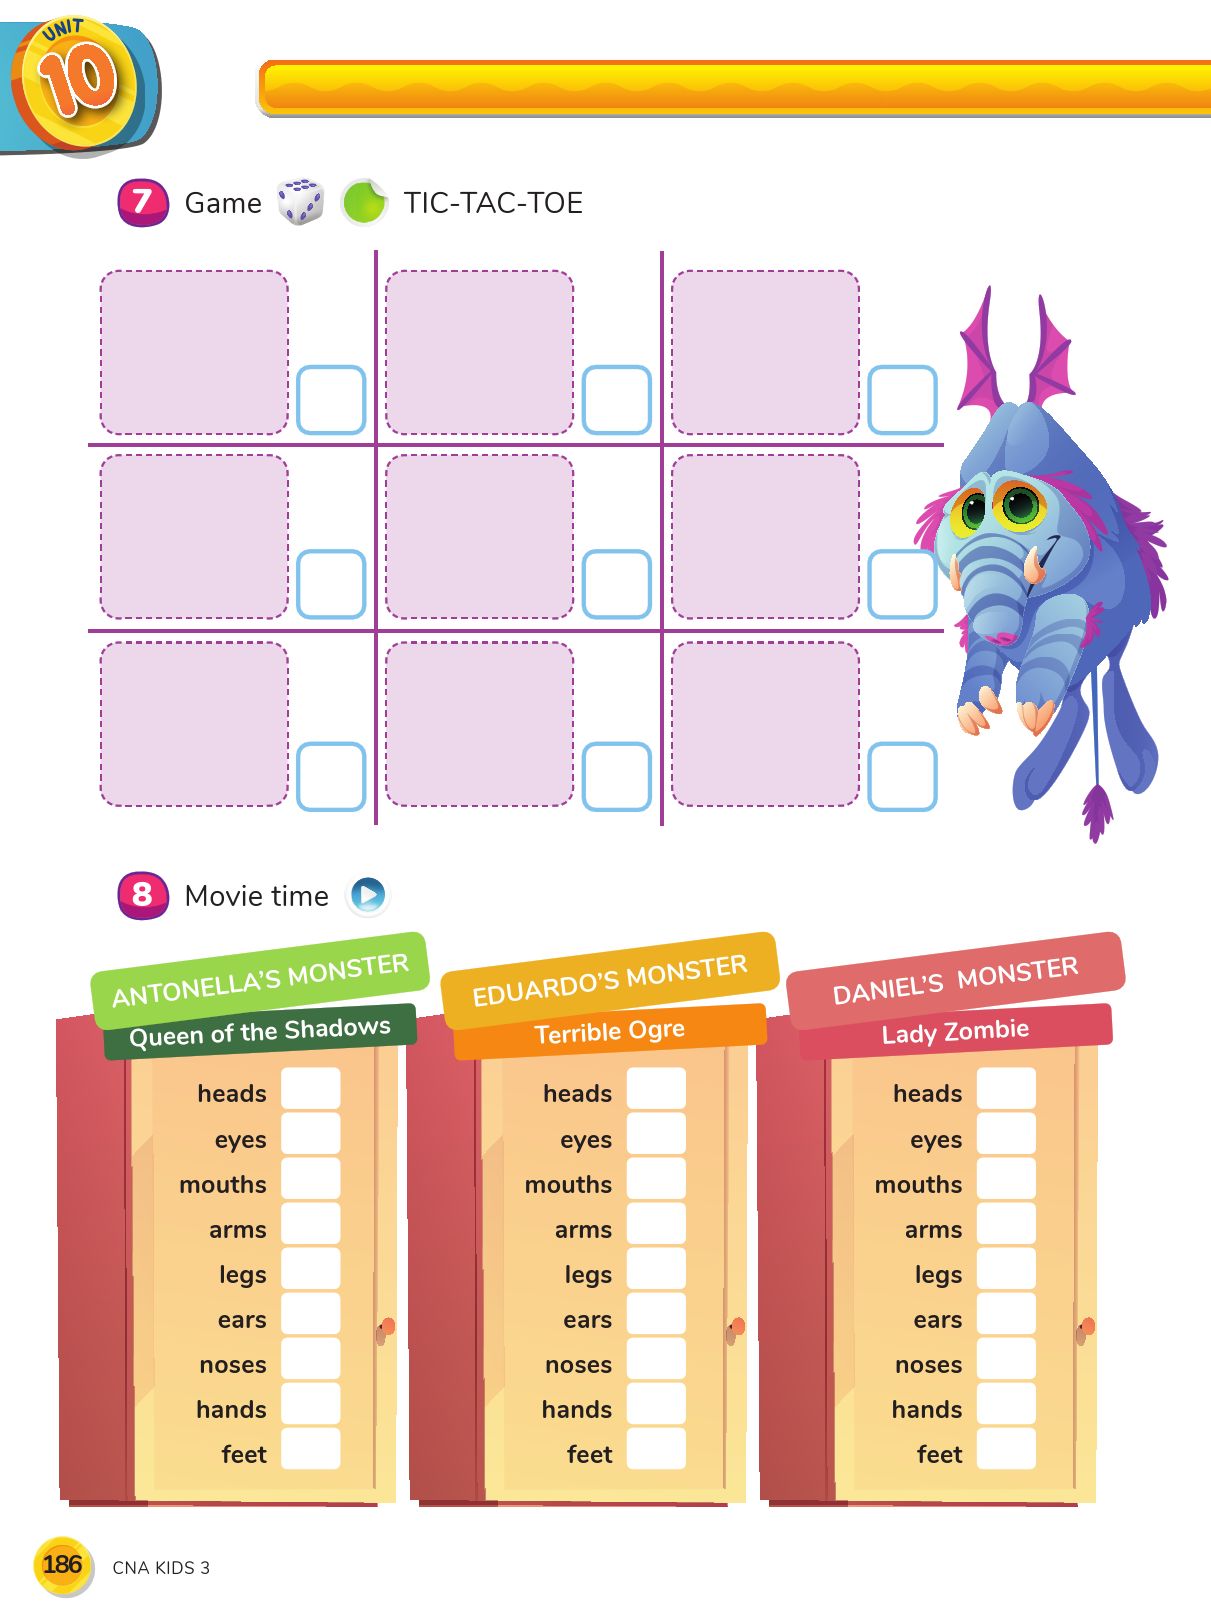 UNIT
10
7 Game TIC-TAC-TOE
8 Movie time
ANTONELLA'S MONSTER
Queen of the Shadows
heads
eyes
mouths
arms
legs
ears
noses
hands
feet
EDUARDO'S MONSTER
Terrible Ogre
heads
eyes
mouths
arms
legs
ears
noses
hands
feet
DANIEL'S MONSTER
Lady Zombie
heads
eyes
mouths
arms
legs
ears
noses
hands
feet
186 CNA KIDS 3